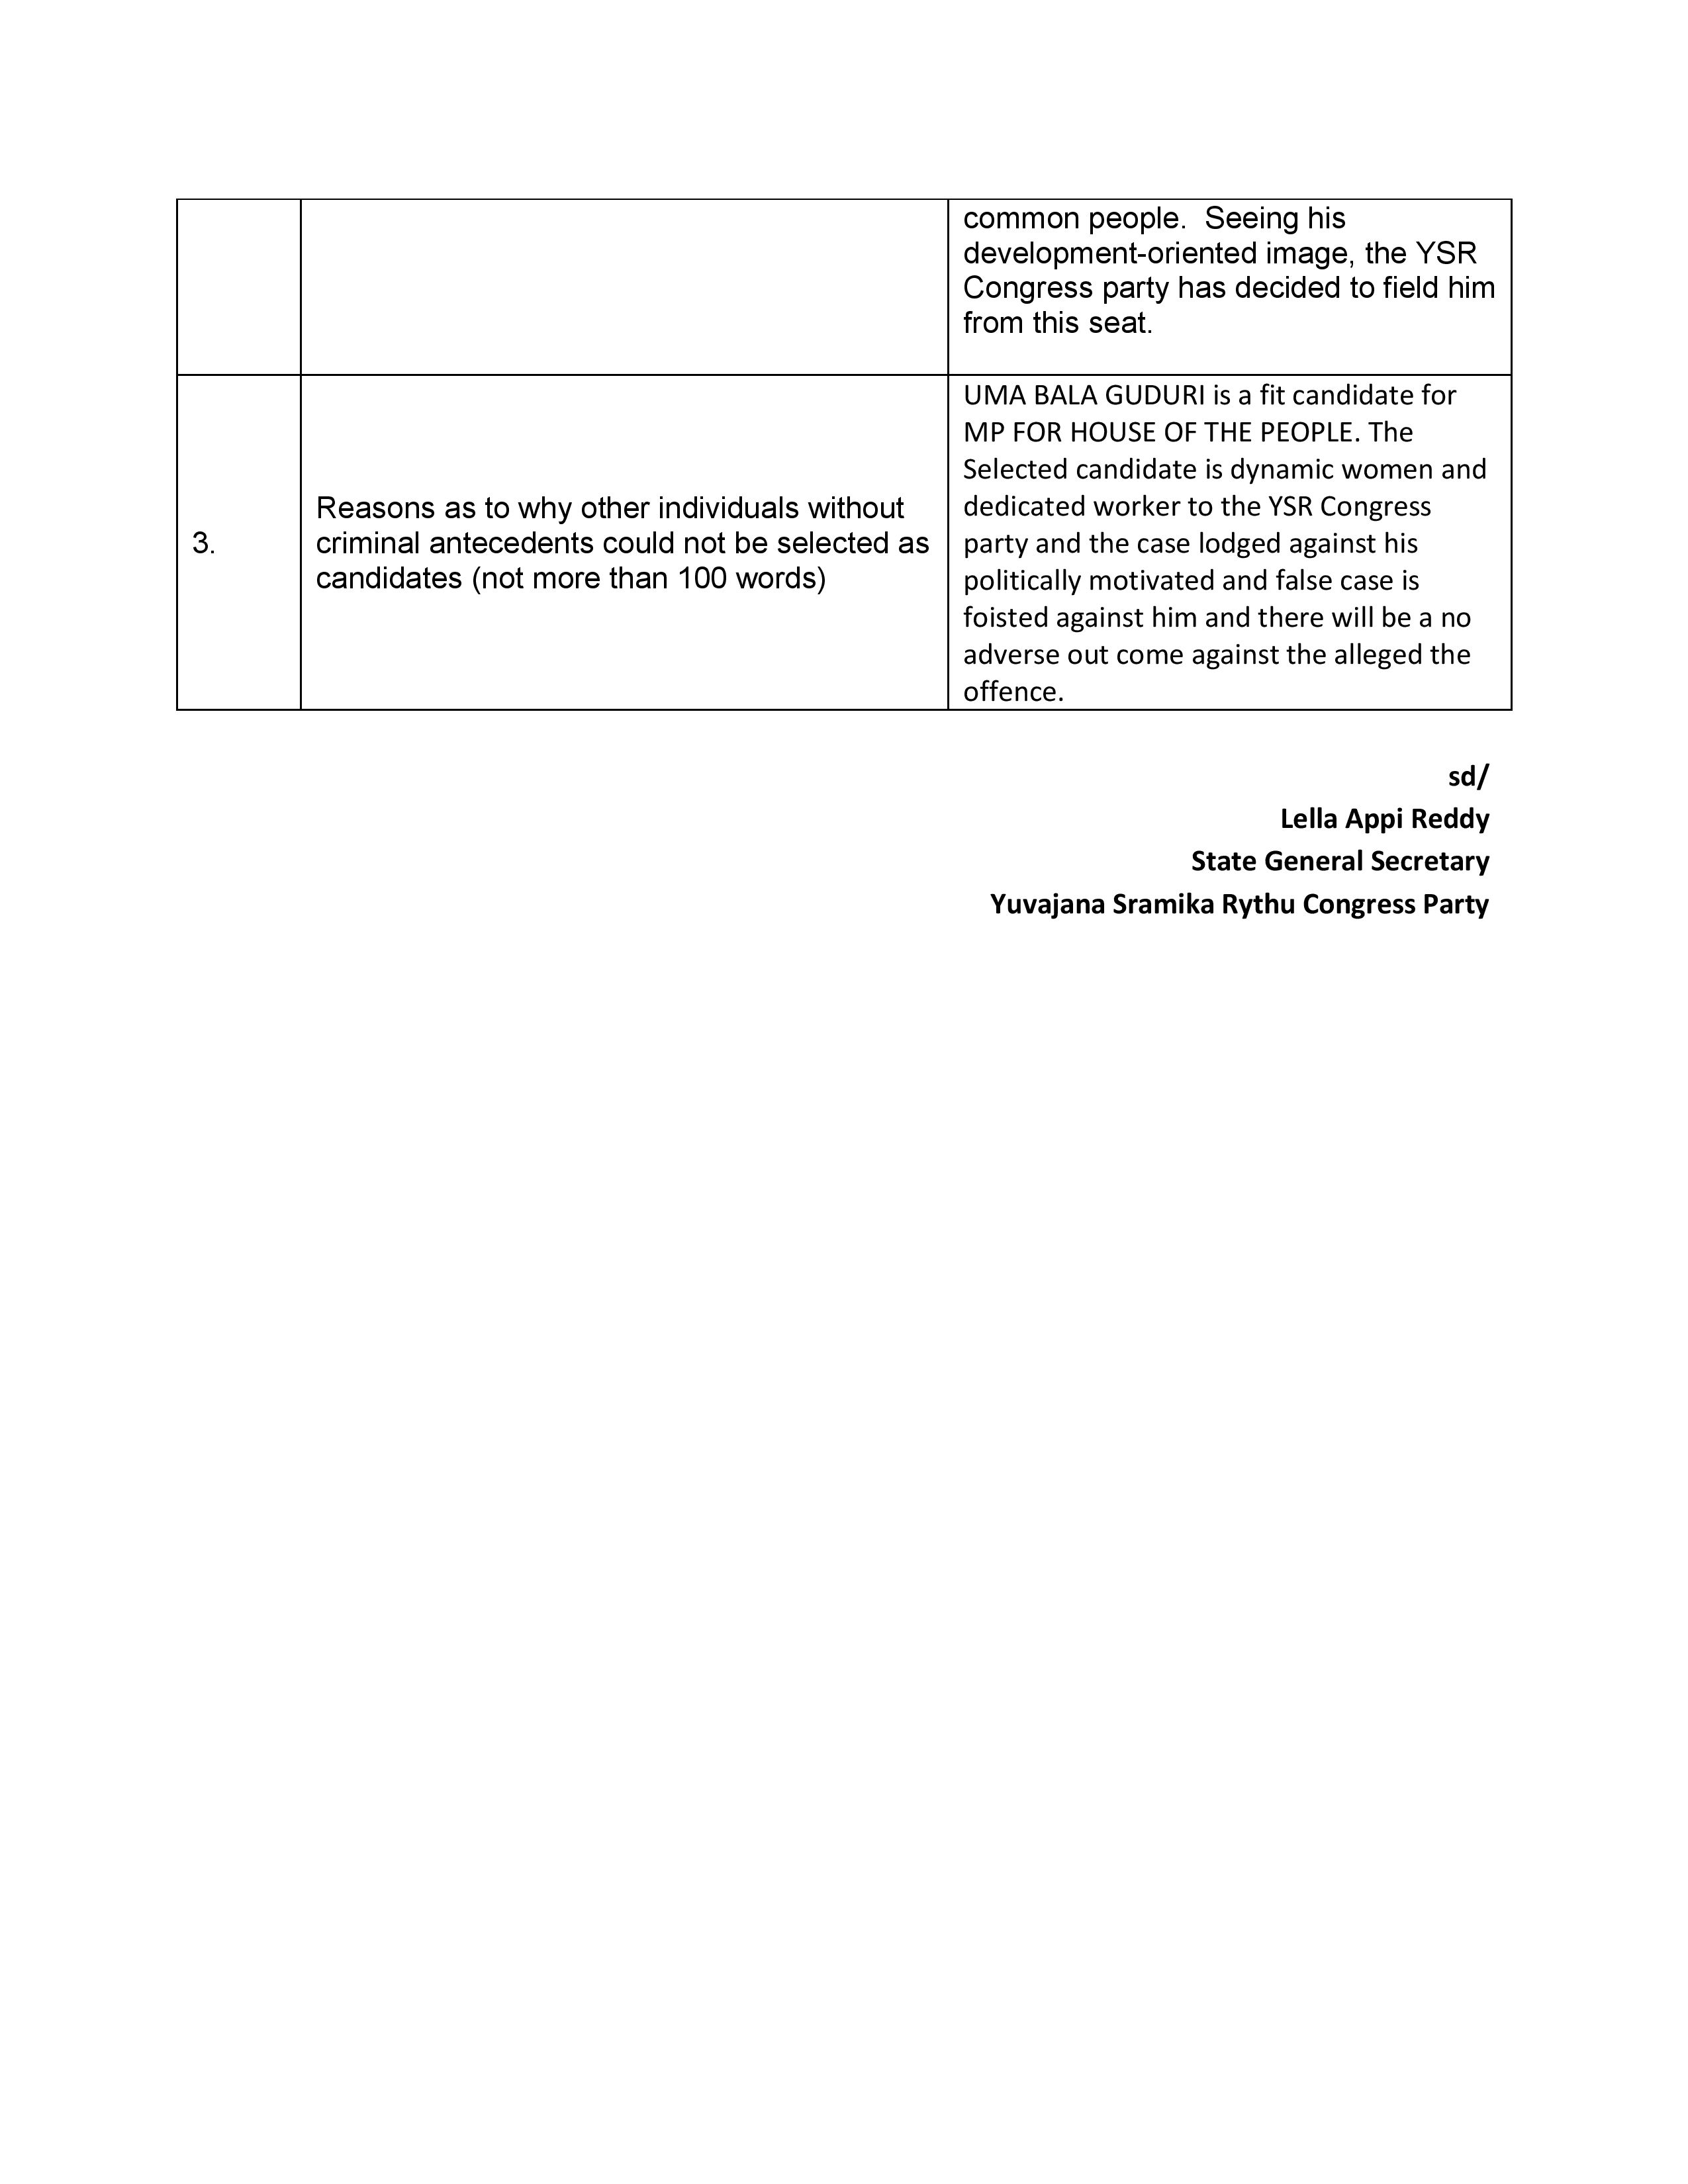 common people.  Seeing his
development-oriented image, the YSR
Congress party has decided to field him
from this seat.
3.
Reasons as to why other individuals without
criminal antecedents could not be selected as
candidates (not more than 100 words)
UMA BALA GUDURI is a fit candidate for
MP FOR HOUSE OF THE PEOPLE. The
Selected candidate is dynamic women and
dedicated worker to the YSR Congress
party and the case lodged against his
politically motivated and false case is
foisted against him and there will be a no
adverse out come against the alleged the
offence.
sd/
Lella Appi Reddy
State General Secretary
Yuvajana Sramika Rythu Congress Party